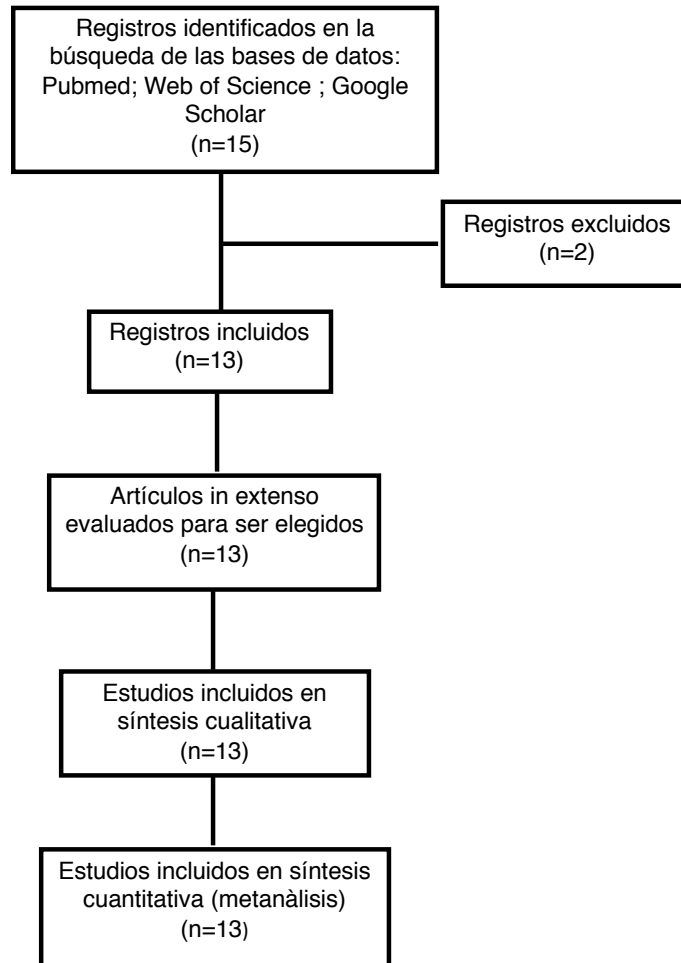 Registros identificados en la
búsqueda de las bases de datos:
Pubmed; Web of Science ; Google
Scholar
(n=15)
Registros excluidos
(n=2)
Registros incluidos
(n=13)
Artículos in extenso
evaluados para ser elegidos
(n=13)
Estudios incluidos en
síntesis cualitativa
(n=13)
Estudios incluidos en síntesis
cuantitativa (metanàlisis)
(n=13)